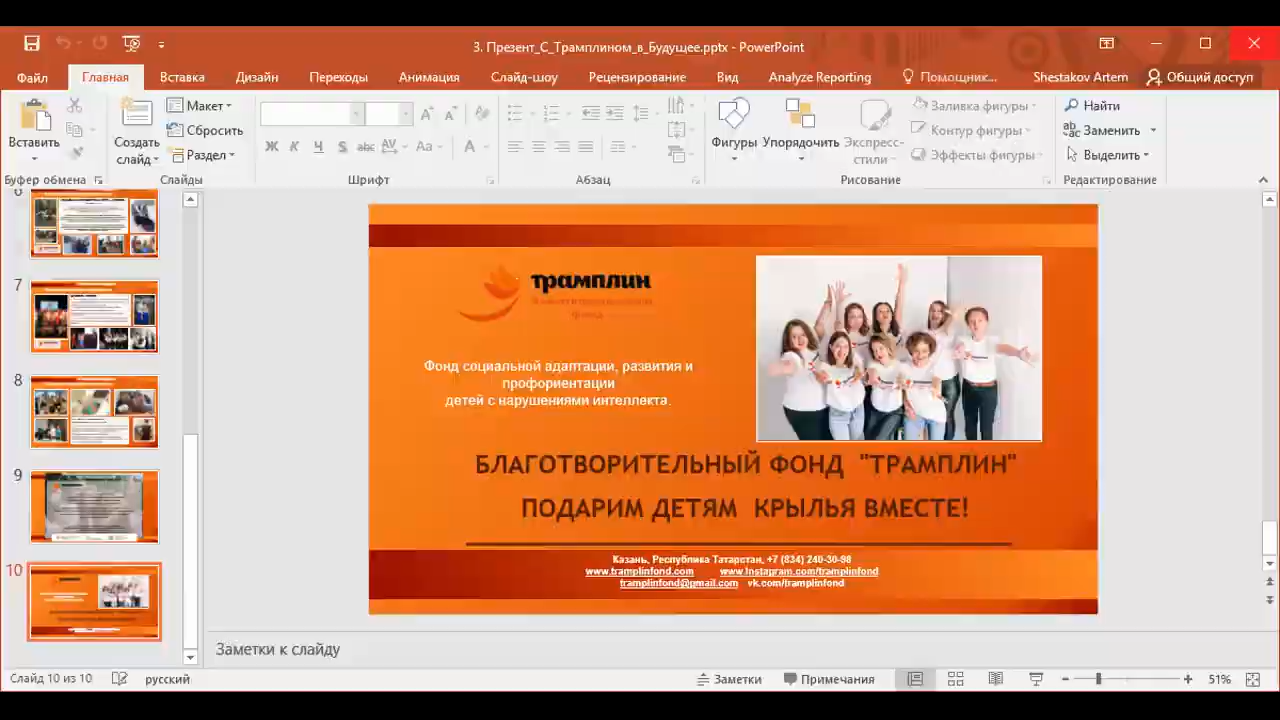 3. Презент_С_Трамплином_в_Будущее.pptx - PowerPoint
Файл Главная Вставка Дизайн Переходы Анимация Слайд-шоу Рецензирование Вид Analyze Reporting Помощник... Shestakov Artem Общий доступ
Вставить
Буфер обмена
Создать слайд
Макет
Сбросить
Раздел
Слайды
Ж К Ч S abc AV Aa А
Шрифт
Абзац
Фигуры Упорядочить Экспресс-стили
Заливка фигуры
Контур фигуры
Эффекты фигуры
Рисование
Найти
Заменить
Выделить
Редактирование
6
7
8
9
10
трамплин
Фонд социальной адаптации, развития и
профориентации
детей с нарушениями интеллекта.
БЛАГОТВОРИТЕЛЬНЫЙ ФОНД "ТРАМПЛИН"
ПОДАРИМ ДЕТЯМ КРЫЛЬЯ ВМЕСТЕ!
Казань, Республика Татарстан, +7 (834) 240-30-98
www.tramplinfond.com www.instagram.com/tramplinfond
tramplinfond@gmail.com vk.com/tramplinfond
Заметки к слайду
Слайд 10 из 10 русский Заметки Примечания 51%